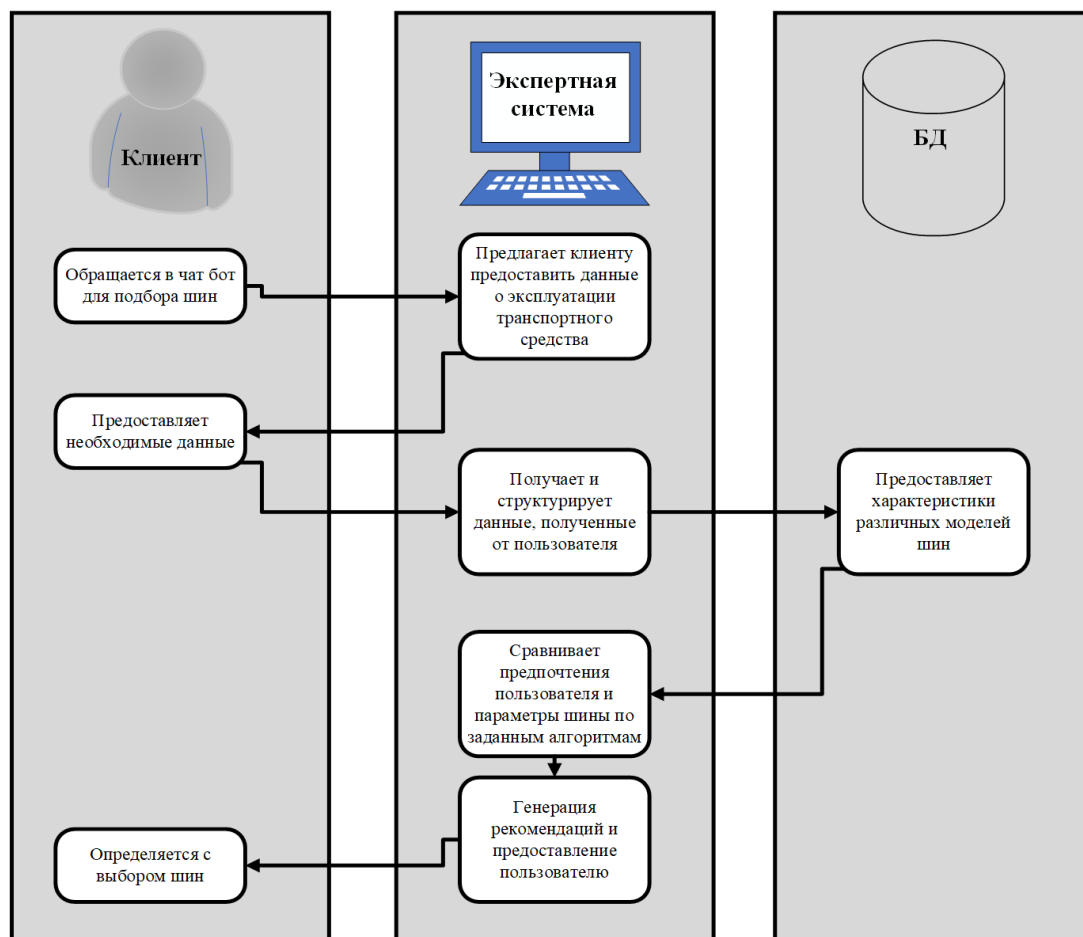 Клиент
Экспертная
система
БД
Обращается в чат бот
для подбора шин
Предлагает клиенту
предоставить данные
о эксплуатации
транспортного
средства
Предоставляет
необходимые данные
Получает и
структурирует
данные, полученные
от пользователя
Предоставляет
характеристики
различных моделей
шин
Сравнивает
предпочтения
пользователя и
параметры шины по
заданным алгоритмам
Генерация
рекомендаций и
предоставление
пользователю
Определяется с
выбором шин